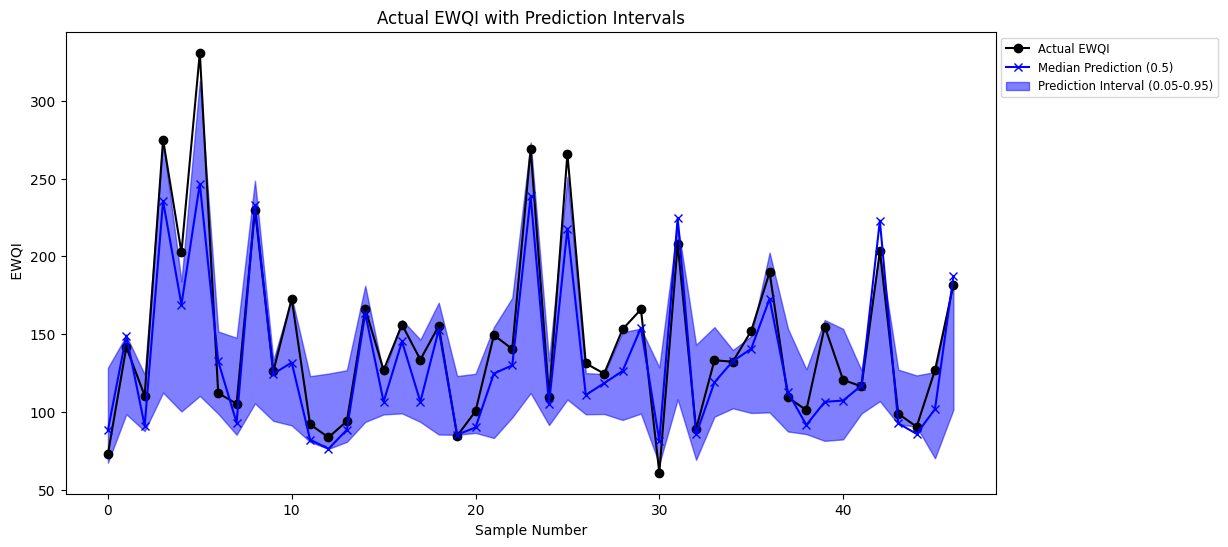 Actual EWQI with Prediction Intervals
Actual EWQI
Median Prediction (0.5)
Prediction Interval (0.05-0.95)
EWQI
300
250
200
150
100
50
0
10
20
30
40
Sample Number